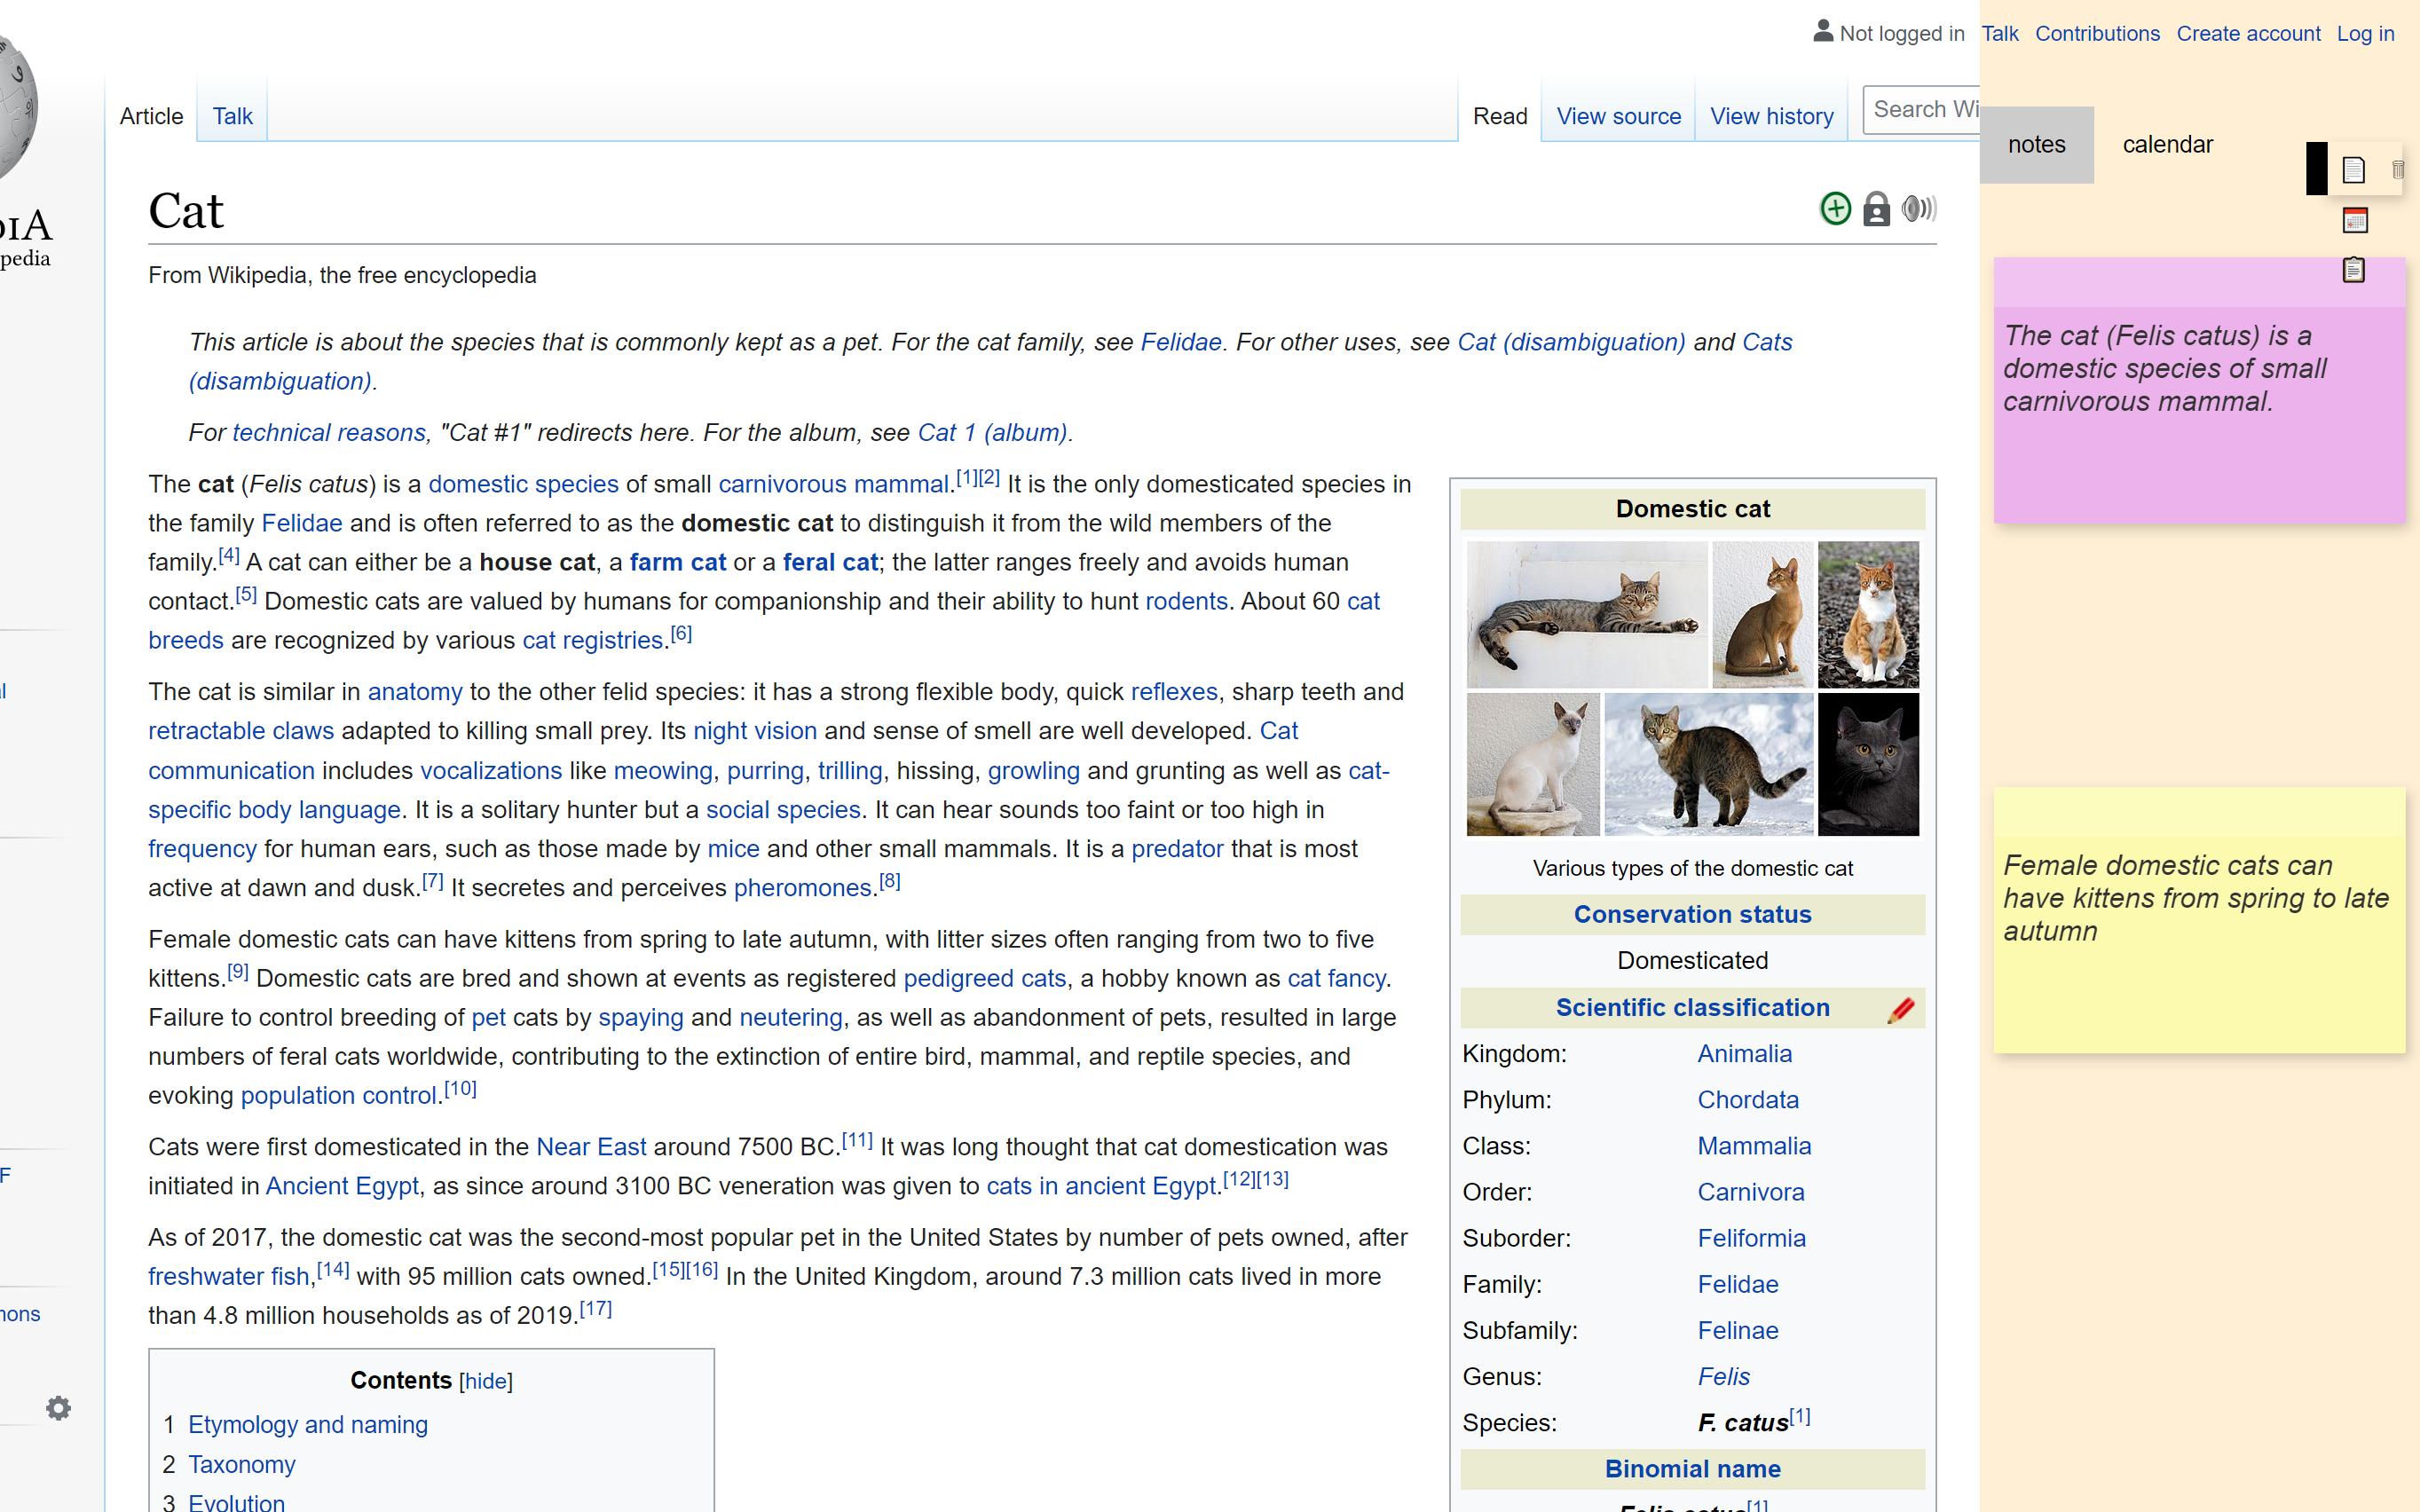 Not logged in Talk Contributions Create account Log in
Article Talk Read View source View history Search Wi
notes calendar
pedia
Cat
From Wikipedia, the free encyclopedia
This article is about the species that is commonly kept as a pet. For the cat family, see Felidae. For other uses, see Cat (disambiguation) and Cats
(disambiguation).
For technical reasons, "Cat #1" redirects here. For the album, see Cat 1 (album).
The cat (Felis catus) is a domestic species of small carnivorous mammal.[1][2] It is the only domesticated species in
the family Felidae and is often referred to as the domestic cat to distinguish it from the wild members of the
family.[4] A cat can either be a house cat, a farm cat or a feral cat; the latter ranges freely and avoids human
contact.[5] Domestic cats are valued by humans for companionship and their ability to hunt rodents. About 60 cat
breeds are recognized by various cat registries.[6]
The cat is similar in anatomy to the other felid species: it has a strong flexible body, quick reflexes, sharp teeth and
retractable claws adapted to killing small prey. Its night vision and sense of smell are well developed. Cat
communication includes vocalizations like meowing, purring, trilling, hissing, growling and grunting as well as cat-
specific body language. It is a solitary hunter but a social species. It can hear sounds too faint or too high in
frequency for human ears, such as those made by mice and other small mammals. It is a predator that is most
active at dawn and dusk.[7] It secretes and perceives pheromones.[8]
Female domestic cats can have kittens from spring to late autumn, with litter sizes often ranging from two to five
kittens.[9] Domestic cats are bred and shown at events as registered pedigreed cats, a hobby known as cat fancy.
Failure to control breeding of pet cats by spaying and neutering, as well as abandonment of pets, resulted in large
numbers of feral cats worldwide, contributing to the extinction of entire bird, mammal, and reptile species, and
evoking population control.[10]
Cats were first domesticated in the Near East around 7500 BC.[11] It was long thought that cat domestication was
initiated in Ancient Egypt, as since around 3100 BC veneration was given to cats in ancient Egypt.[12][13]
As of 2017, the domestic cat was the second-most popular pet in the United States by number of pets owned, after
freshwater fish,[14] with 95 million cats owned.[15][16] In the United Kingdom, around 7.3 million cats lived in more
than 4.8 million households as of 2019.[17]
Contents [hide]
1 Etymology and naming
2 Taxonomy
3 Evolution
Domestic cat
Various types of the domestic cat
Conservation status
Domesticated
Scientific classification
Kingdom: Animalia
Phylum: Chordata
Class: Mammalia
Order: Carnivora
Suborder: Feliformia
Family: Felidae
Subfamily: Felinae
Genus: Felis
Species: F. catus[1]
Binomial name
Felis catus[1]
The cat (Felis catus) is a
domestic species of small
carnivorous mammal.
Female domestic cats can
have kittens from spring to late
autumn